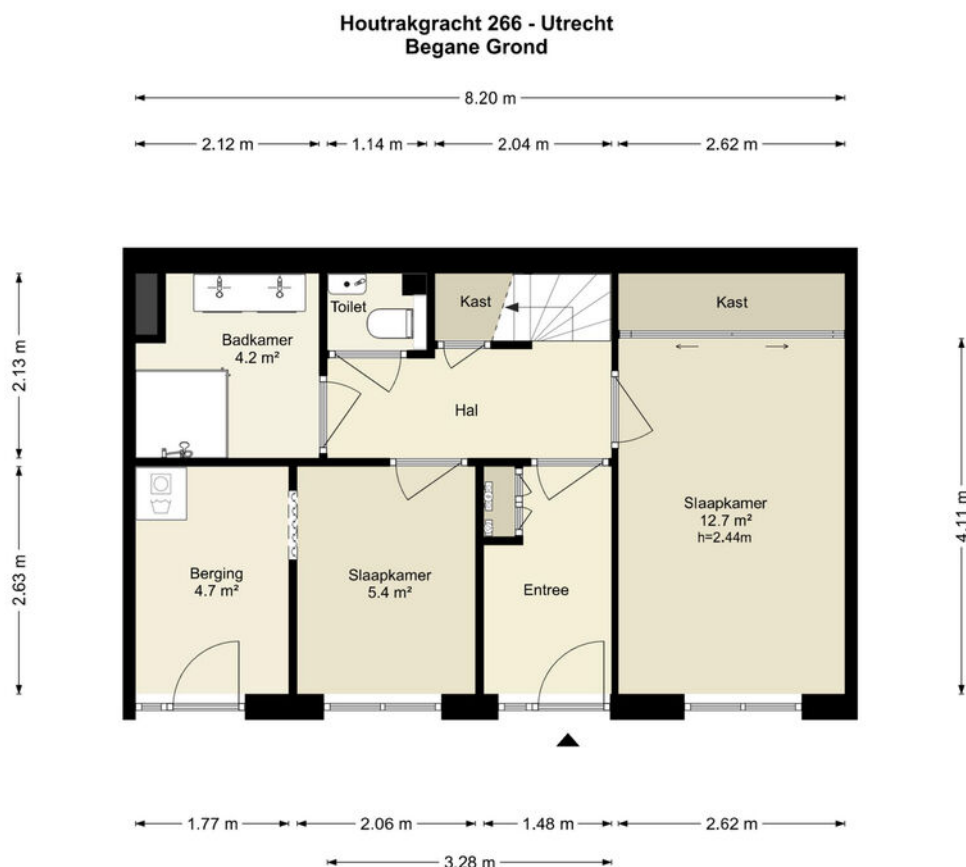 Houtrakgracht 266 - Utrecht
Begane Grond
8.20 m
2.12 m
1.14 m
2.04 m
2.62 m
Toilet
Kast
Kast
Badkamer
4.2 m²
2.13 m
Hal
4.11 m
Slaapkamer
12.7 m²
h=2.44m
2.63 m
Berging
4.7 m²
Slaapkamer
5.4 m²
Entree
1.77 m
2.06 m
1.48 m
2.62 m
3.28 m